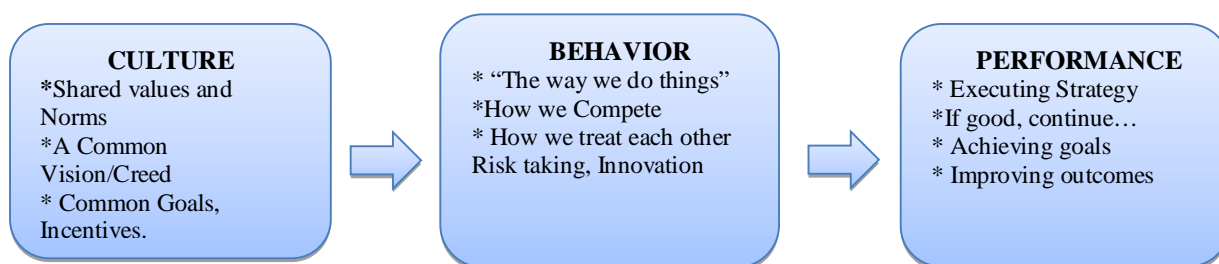 CULTURE
*Shared values and
Norms
*A Common
Vision/Creed
* Common Goals,
Incentives.
BEHAVIOR
* “The way we do things”
*How we Compete
* How we treat each other
Risk taking, Innovation
PERFORMANCE
* Executing Strategy
*If good, continue…
* Achieving goals
* Improving outcomes